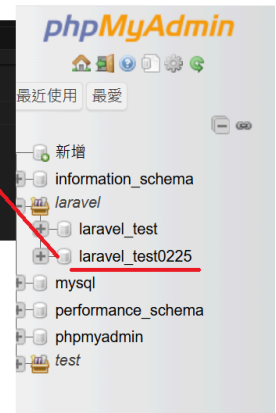 phpMyAdmin
最近使用 最愛
新增
information_schema
laravel
laravel_test
laravel_test0225
mysql
performance_schema
phpmyadmin
test